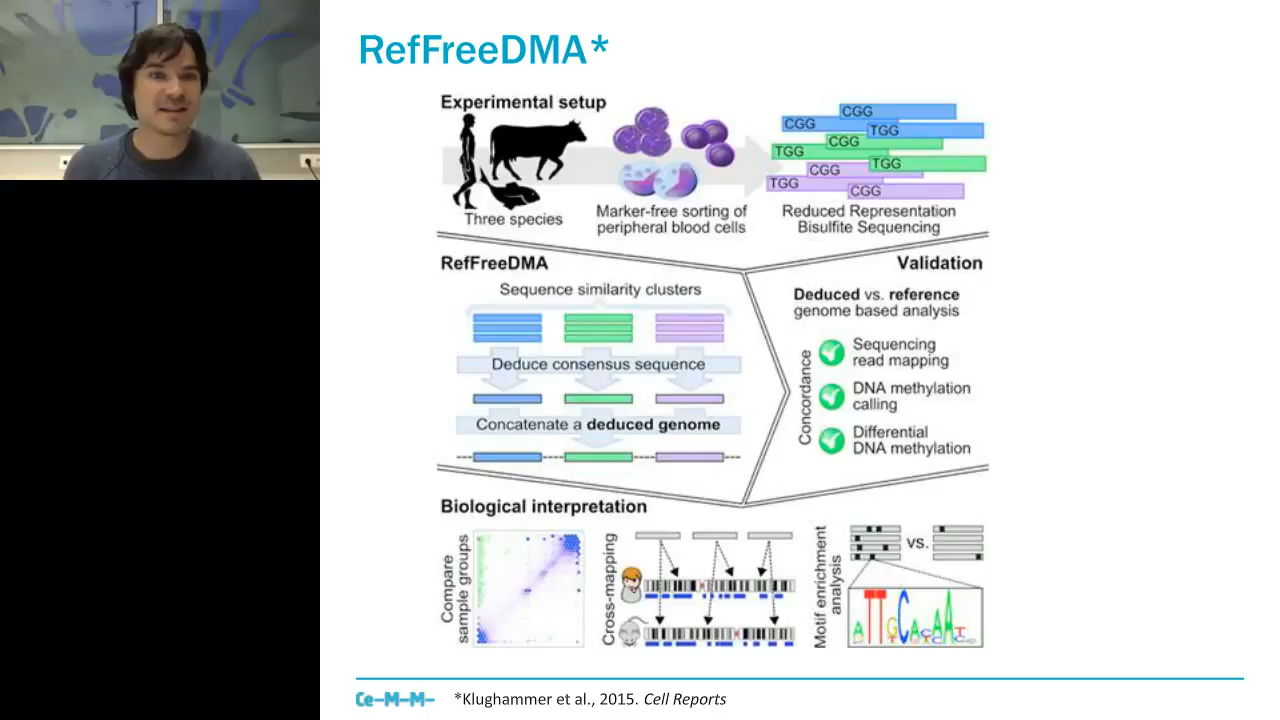 RefFreeDMA*
Experimental setup
CGG
CGG
TGG
CGG
TGG
TGG
CGG
TGG
CGG
Three species
Marker-free sorting of
peripheral blood cells
Reduced Representation
Bisulfite Sequencing
RefFreeDMA
Sequence similarity clusters
Deduce consensus sequence
Concatenate a deduced genome
Validation
Deduced vs. reference
genome based analysis
Concordance
Sequencing
read mapping
DNA methylation
calling
Differential
DNA methylation
Biological interpretation
Compare
sample groups
Cross-mapping
Motif enrichment
analysis
vs.
Ce-M-M-
*Klughammer et al., 2015. Cell Reports